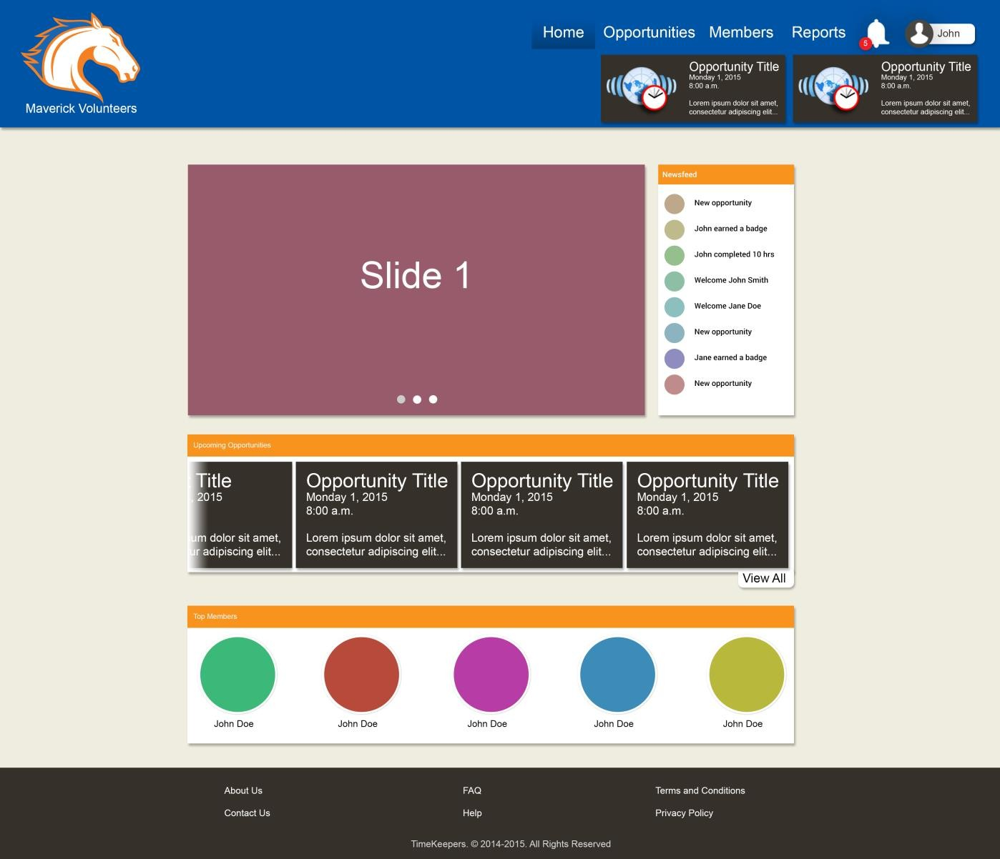 Home
Opportunities
Members
Reports
5
John
Maverick Volunteers
Opportunity Title
Monday 1, 2015
8:00 a.m.
Lorem ipsum dolor sit amet,
consectetur adipiscing elit...
Opportunity Title
Monday 1, 2015
8:00 a.m.
Lorem ipsum dolor sit amet,
consectetur adipiscing elit...
Slide 1
Newsfeed
New opportunity
John earned a badge
John completed 10 hrs
Welcome John Smith
Welcome Jane Doe
New opportunity
Jane earned a badge
New opportunity
Upcoming Opportunities
Title
, 2015
um dolor sit amet,
ur adipiscing elit...
Opportunity Title
Monday 1, 2015
8:00 a.m.
Lorem ipsum dolor sit amet,
consectetur adipiscing elit...
Opportunity Title
Monday 1, 2015
8:00 a.m.
Lorem ipsum dolor sit amet,
consectetur adipiscing elit...
Opportunity Title
Monday 1, 2015
8:00 a.m.
Lorem ipsum dolor sit amet,
consectetur adipiscing elit...
View All
Top Members
John Doe
John Doe
John Doe
John Doe
John Doe
About Us
FAQ
Terms and Conditions
Contact Us
Help
Privacy Policy
TimeKeepers. © 2014-2015. All Rights Reserved